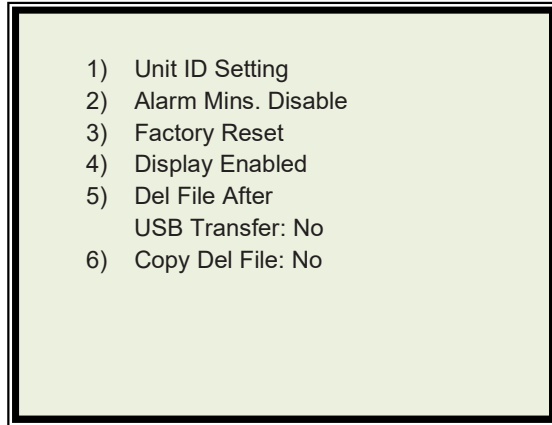 1) Unit ID Setting
2) Alarm Mins. Disable
3) Factory Reset
4) Display Enabled
5) Del File After
USB Transfer: No
6) Copy Del File: No